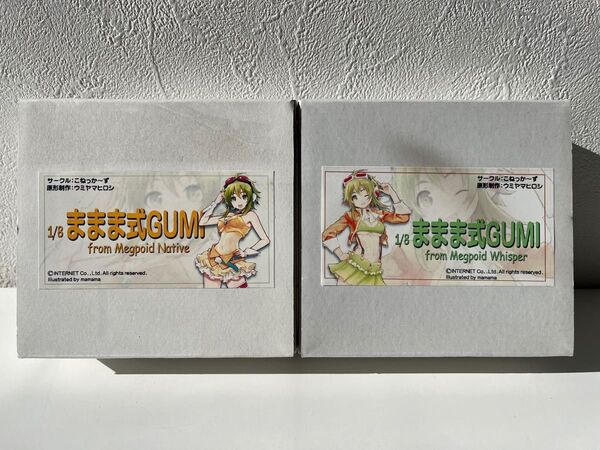 サークル：こねっか〜ず
原形制作：ウミヤマヒロシ
1/8 ままま式GUMI
from Megpoid Native
©INTERNET Co.,Ltd. All rights reserved.
Illustrated by mamama
サークル：こねっか〜ず
原形制作：ウミヤマヒロシ
1/8 ままま式GUMI
from Megpoid Whisper
©INTERNET Co.,Ltd. All rights reserved.
Illustrated by mamama